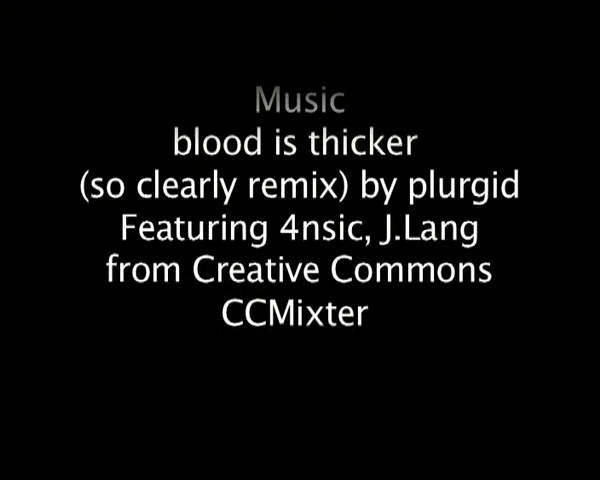 Music
blood is thicker
(so clearly remix) by plurgid
Featuring 4nsic, J.Lang
from Creative Commons
CCMixter